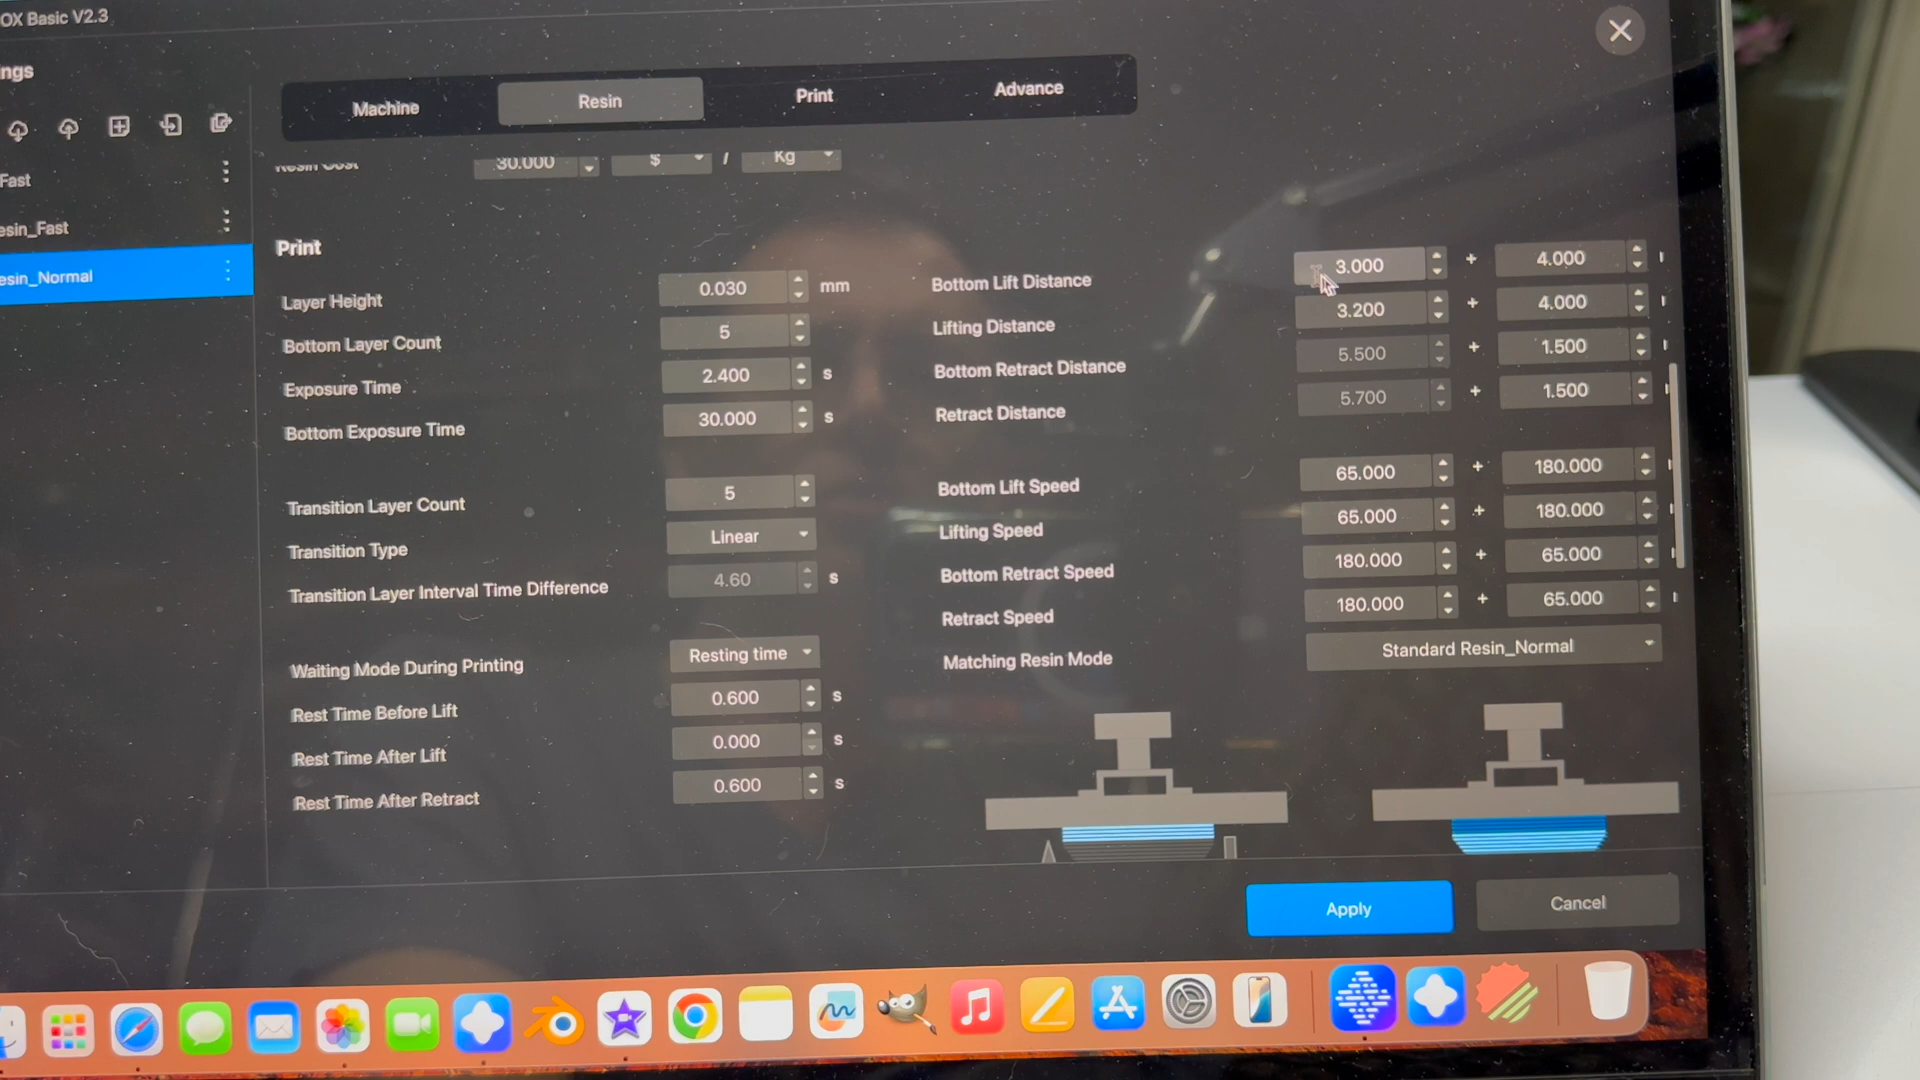 OX Basic V2.3
ngs
Machine
Resin
Print
Advance
Resin Cost 30.000 $ / Kg
Fast
esin_Fast
esin_Normal
Print
Layer Height 0.030 mm
Bottom Layer Count 5
Exposure Time 2.400 s
Bottom Exposure Time 30.000 s
Transition Layer Count 5
Transition Type Linear
Transition Layer Interval Time Difference 4.60 s
Waiting Mode During Printing Resting time
Rest Time Before Lift 0.600 s
Rest Time After Lift 0.000 s
Rest Time After Retract 0.600 s
Bottom Lift Distance 3.000 + 4.000
Lifting Distance 3.200 + 4.000
Bottom Retract Distance 5.500 + 1.500
Retract Distance 5.700 + 1.500
Bottom Lift Speed 65.000 + 180.000
Lifting Speed 65.000 + 180.000
Bottom Retract Speed 180.000 + 65.000
Retract Speed 180.000 + 65.000
Matching Resin Mode Standard Resin_Normal
Apply
Cancel